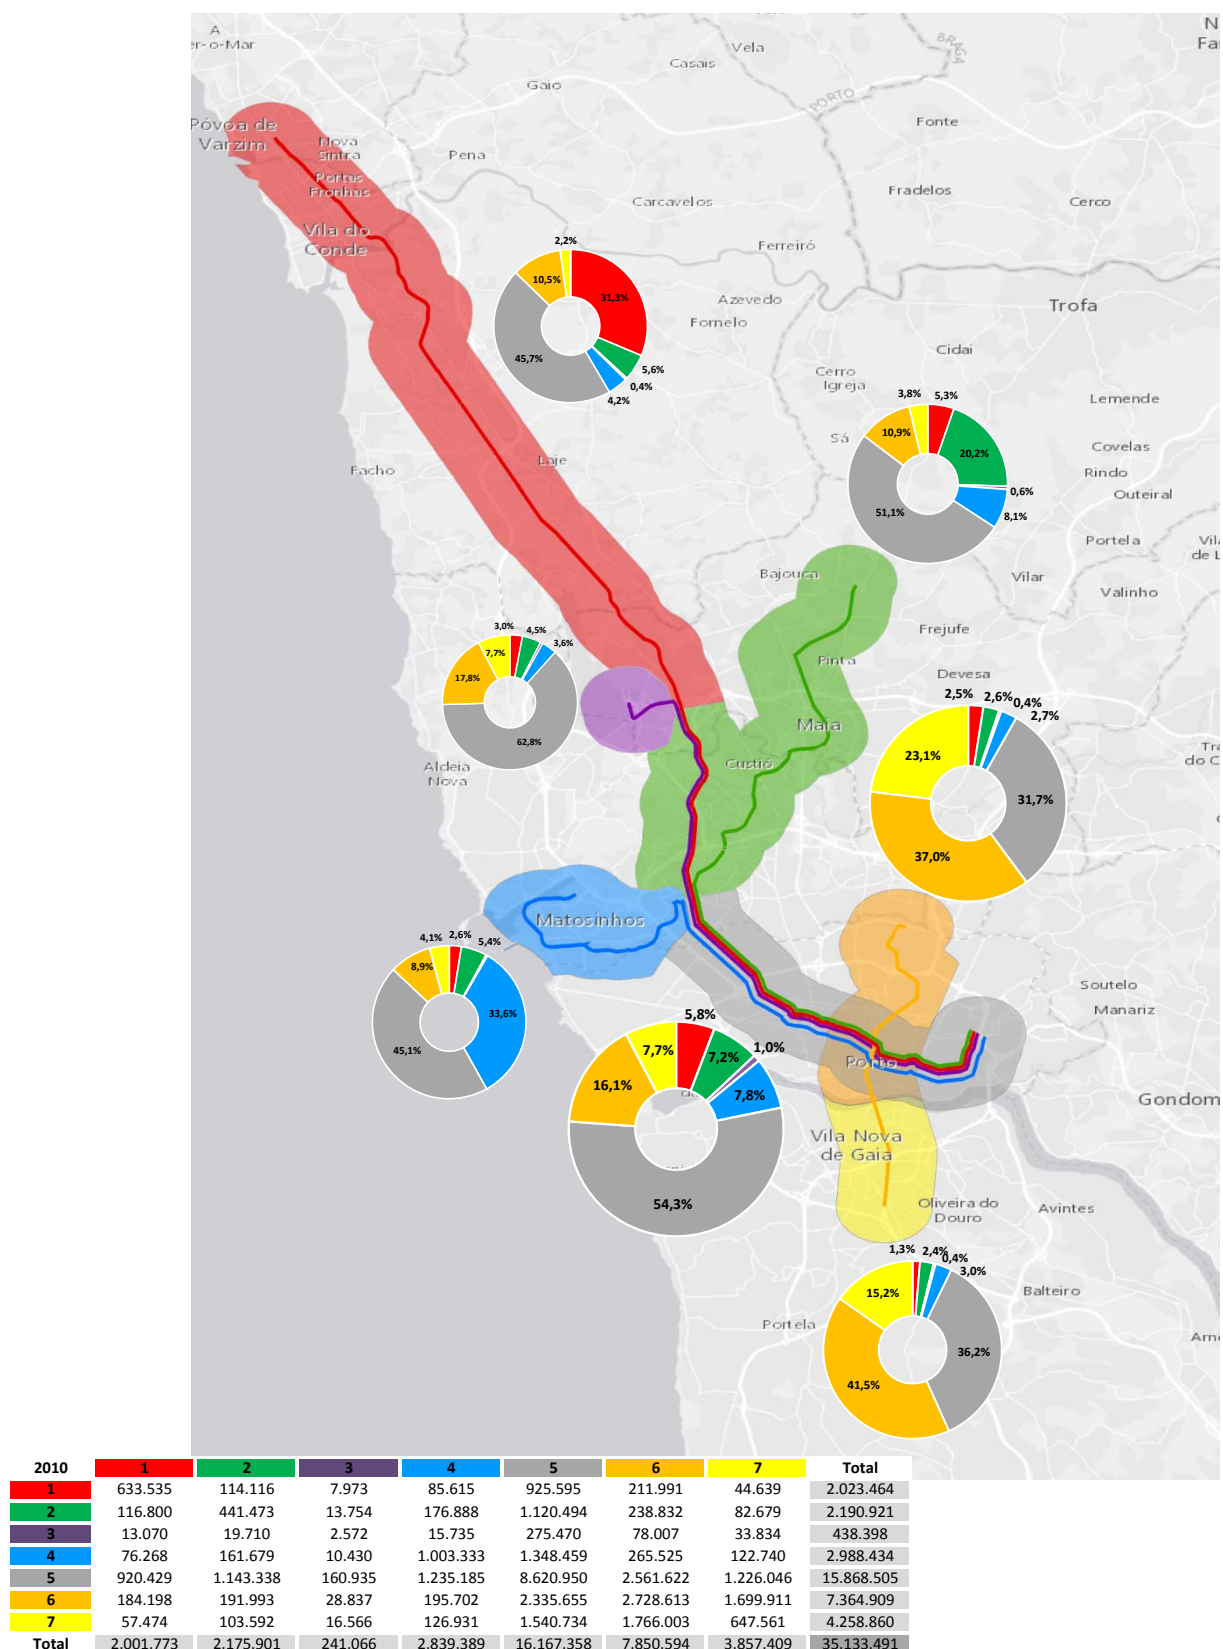 A
er-o-Mar
Vela
BRAGA
N
Fa
Casais
Gaio
PORTO
Póvoa de
Varzim
Nova
Sintra
Fonte
Pena
Portas
Fronhas
Fradelos
Carcavelos
Cerco
Vila do
Conde
2,2%
Ferreiró
10,5%
31,3%
Azevedo
Trofa
Fornelo
45,7%
5,6%
0,4%
4,2%
Cidai
Cerro
Igreja
3,8%
5,3%
Lemende
10,9%
20,2%
Sá
Covelas
Facho
Laje
Rindo
0,6%
Outeiral
51,1%
8,1%
Portela
Vila
de L
Bajouca
Vilar
Valinho
3,0%
4,5%
3,6%
Frejufe
7,7%
17,8%
Pinta
Devesa
2,5%
2,6%
0,4%
2,7%
62,8%
Maia
Tra
do C
Aldeia
Nova
Custió
23,1%
31,7%
37,0%
Matosinhos
4,1%
2,6%
5,4%
8,9%
33,6%
Soutelo
Manariz
45,1%
5,8%
7,7%
7,2%
1,0%
16,1%
7,8%
Porto
Gondom
Vila Nova
de Gaia
54,3%
Oliveira do
Douro
Avintes
1,3%
2,4%
0,4%
3,0%
15,2%
Balteiro
Portela
36,2%
41,5%
2010 1 2 3 4 5 6 7 Total
1 633.535 114.116 7.973 85.615 925.595 211.991 44.639 2.023.464
2 116.800 441.473 13.754 176.888 1.120.494 238.832 82.679 2.190.921
3 13.070 19.710 2.572 15.735 275.470 78.007 33.834 438.398
4 76.268 161.679 10.430 1.003.333 1.348.459 265.525 122.740 2.988.434
5 920.429 1.143.338 160.935 1.235.185 8.620.950 2.561.622 1.226.046 15.868.505
6 184.198 191.993 28.837 195.702 2.335.655 2.728.613 1.699.911 7.364.909
7 57.474 103.592 16.566 126.931 1.540.734 1.766.003 647.561 4.258.860
Total 2.001.773 2.175.901 241.066 2.839.389 16.167.358 7.850.594 3.857.409 35.133.491